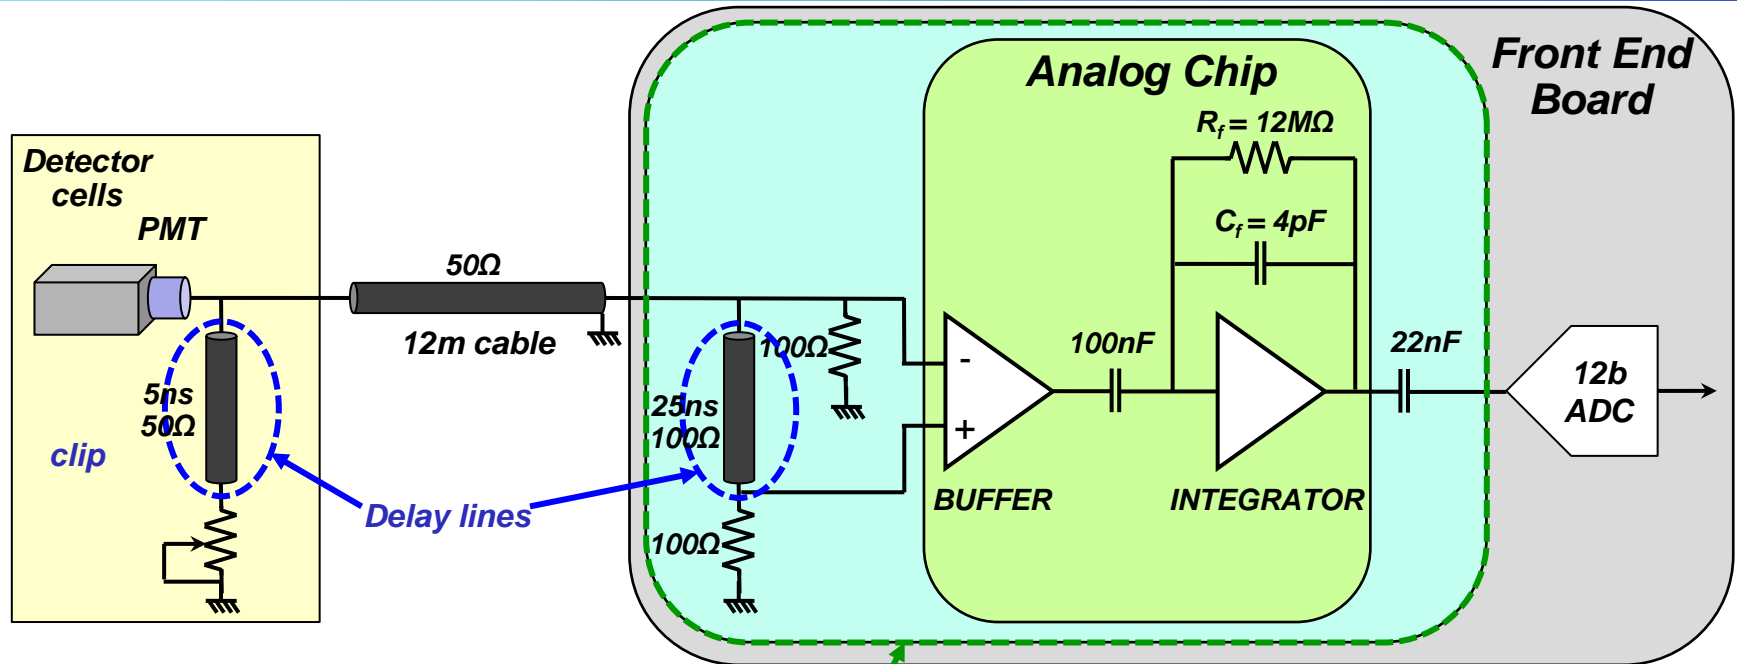 Front End
Board
Analog Chip
R_f = 12MΩ
C_f = 4pF
Detector
cells
PMT
50Ω
12m cable
100Ω
100nF
22nF
12b
ADC
5ns
50Ω
clip
25ns
100Ω
-
+
BUFFER
INTEGRATOR
Delay lines
100Ω